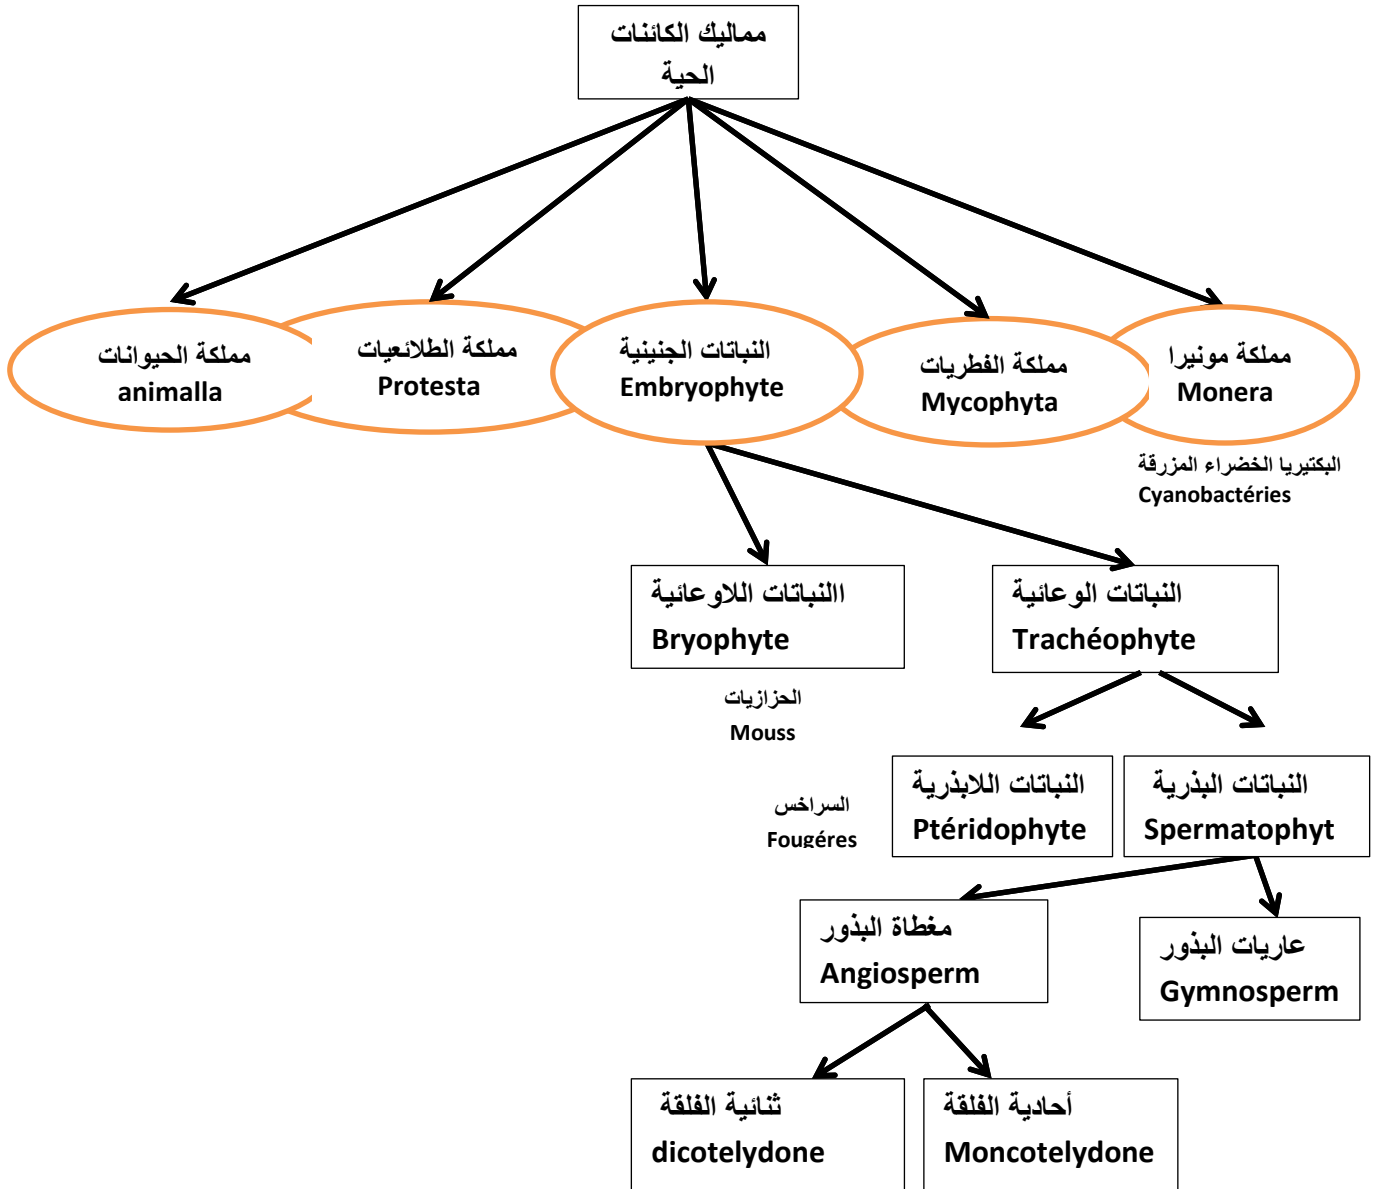 مماليك الكائنات
الحية
مملكة الحيوانات
animalla
مملكة الطلائعيات
Protesta
النباتات الجنينية
Embryophyte
مملكة الفطريات
Mycophyta
مملكة مونيرا
Monera
البكتيريا الخضراء المزرقة
Cyanobactéries
االنباتات اللاوعائية
Bryophyte
النباتات الوعائية
Trachéophyte
الحزازيات
Mouss
السراخس
Fougéres
النباتات اللابذرية
Ptéridophyte
النباتات البذرية
Spermatophyt
مغطاة البذور
Angiosperm
عاريات البذور
Gymnosperm
ثنائية الفلقة
dicotelydone
أحادية الفلقة
Moncotelydone